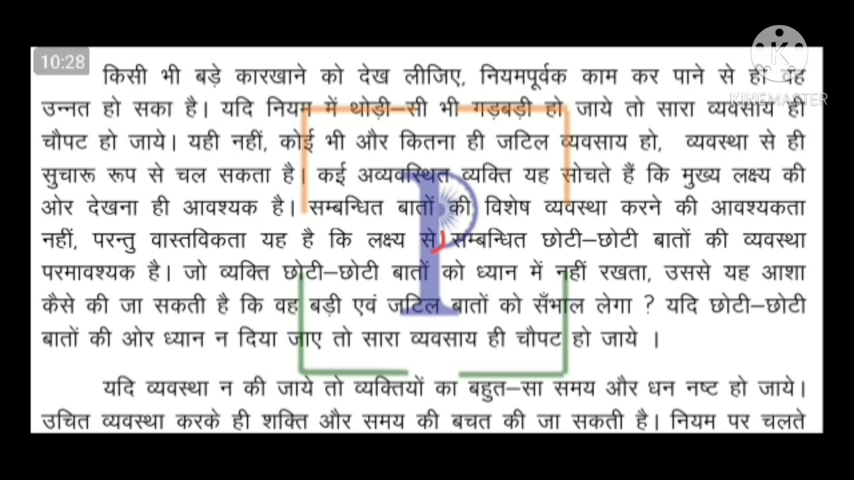 10:28
KINEMASTER
किसी भी बड़े कारखाने को देख लीजिए, नियमपूर्वक काम कर पाने से ही वह
उन्नत हो सका है। यदि नियम में थोड़ी–सी भी गड़बड़ी हो जाये तो सारा व्यवसाय ही
चौपट हो जाये। यही नहीं, कोई भी और कितना ही जटिल व्यवसाय हो, व्यवस्था से ही
सुचारू रूप से चल सकता है। कई अव्यवस्थित व्यक्ति यह सोचते हैं कि मुख्य लक्ष्य की
ओर देखना ही आवश्यक है। सम्बन्धित बातों की विशेष व्यवस्था करने की आवश्यकता
नहीं, परन्तु वास्तविकता यह है कि लक्ष्य से सम्बन्धित छोटी–छोटी बातों की व्यवस्था
परमावश्यक है। जो व्यक्ति छोटी–छोटी बातों को ध्यान में नहीं रखता, उससे यह आशा
कैसे की जा सकती है कि वह बड़ी एवं जटिल बातों को सँभाल लेगा ? यदि छोटी–छोटी
बातों की ओर ध्यान न दिया जाए तो सारा व्यवसाय ही चौपट हो जाये ।
यदि व्यवस्था न की जाये तो व्यक्तियों का बहुत–सा समय और धन नष्ट हो जाये।
उचित व्यवस्था करके ही शक्ति और समय की बचत की जा सकती है। नियम पर चलते